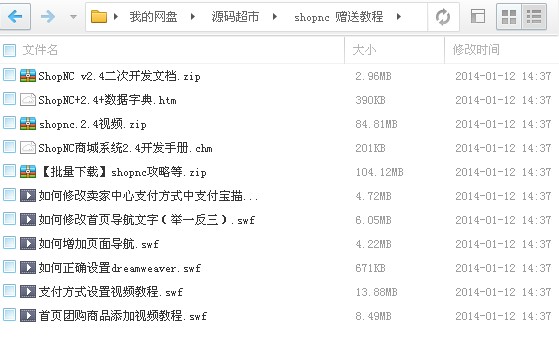 我的网盘 源码超市 shopnc 赠送教程
文件名 大小 修改时间
ShopNC v2.4二次开发文档.zip 2.96MB 2014-01-12 14:37
ShopNC+2.4+数据字典.htm 390KB 2014-01-12 14:37
shopnc.2.4视频.zip 84.81MB 2014-01-12 14:37
ShopNC商城系统2.4开发手册.chm 201KB 2014-01-12 14:37
【批量下载】shopnc攻略等.zip 104.12MB 2014-01-12 14:37
如何修改卖家中心支付方式中支付宝描... 4.72MB 2014-01-12 14:37
如何修改首页导航文字(举一反三).swf 6.05MB 2014-01-12 14:37
如何增加页面导航.swf 4.22MB 2014-01-12 14:37
如何正确设置dreamweaver.swf 671KB 2014-01-12 14:37
支付方式设置视频教程.swf 13.88MB 2014-01-12 14:37
首页团购商品添加视频教程.swf 8.49MB 2014-01-12 14:37